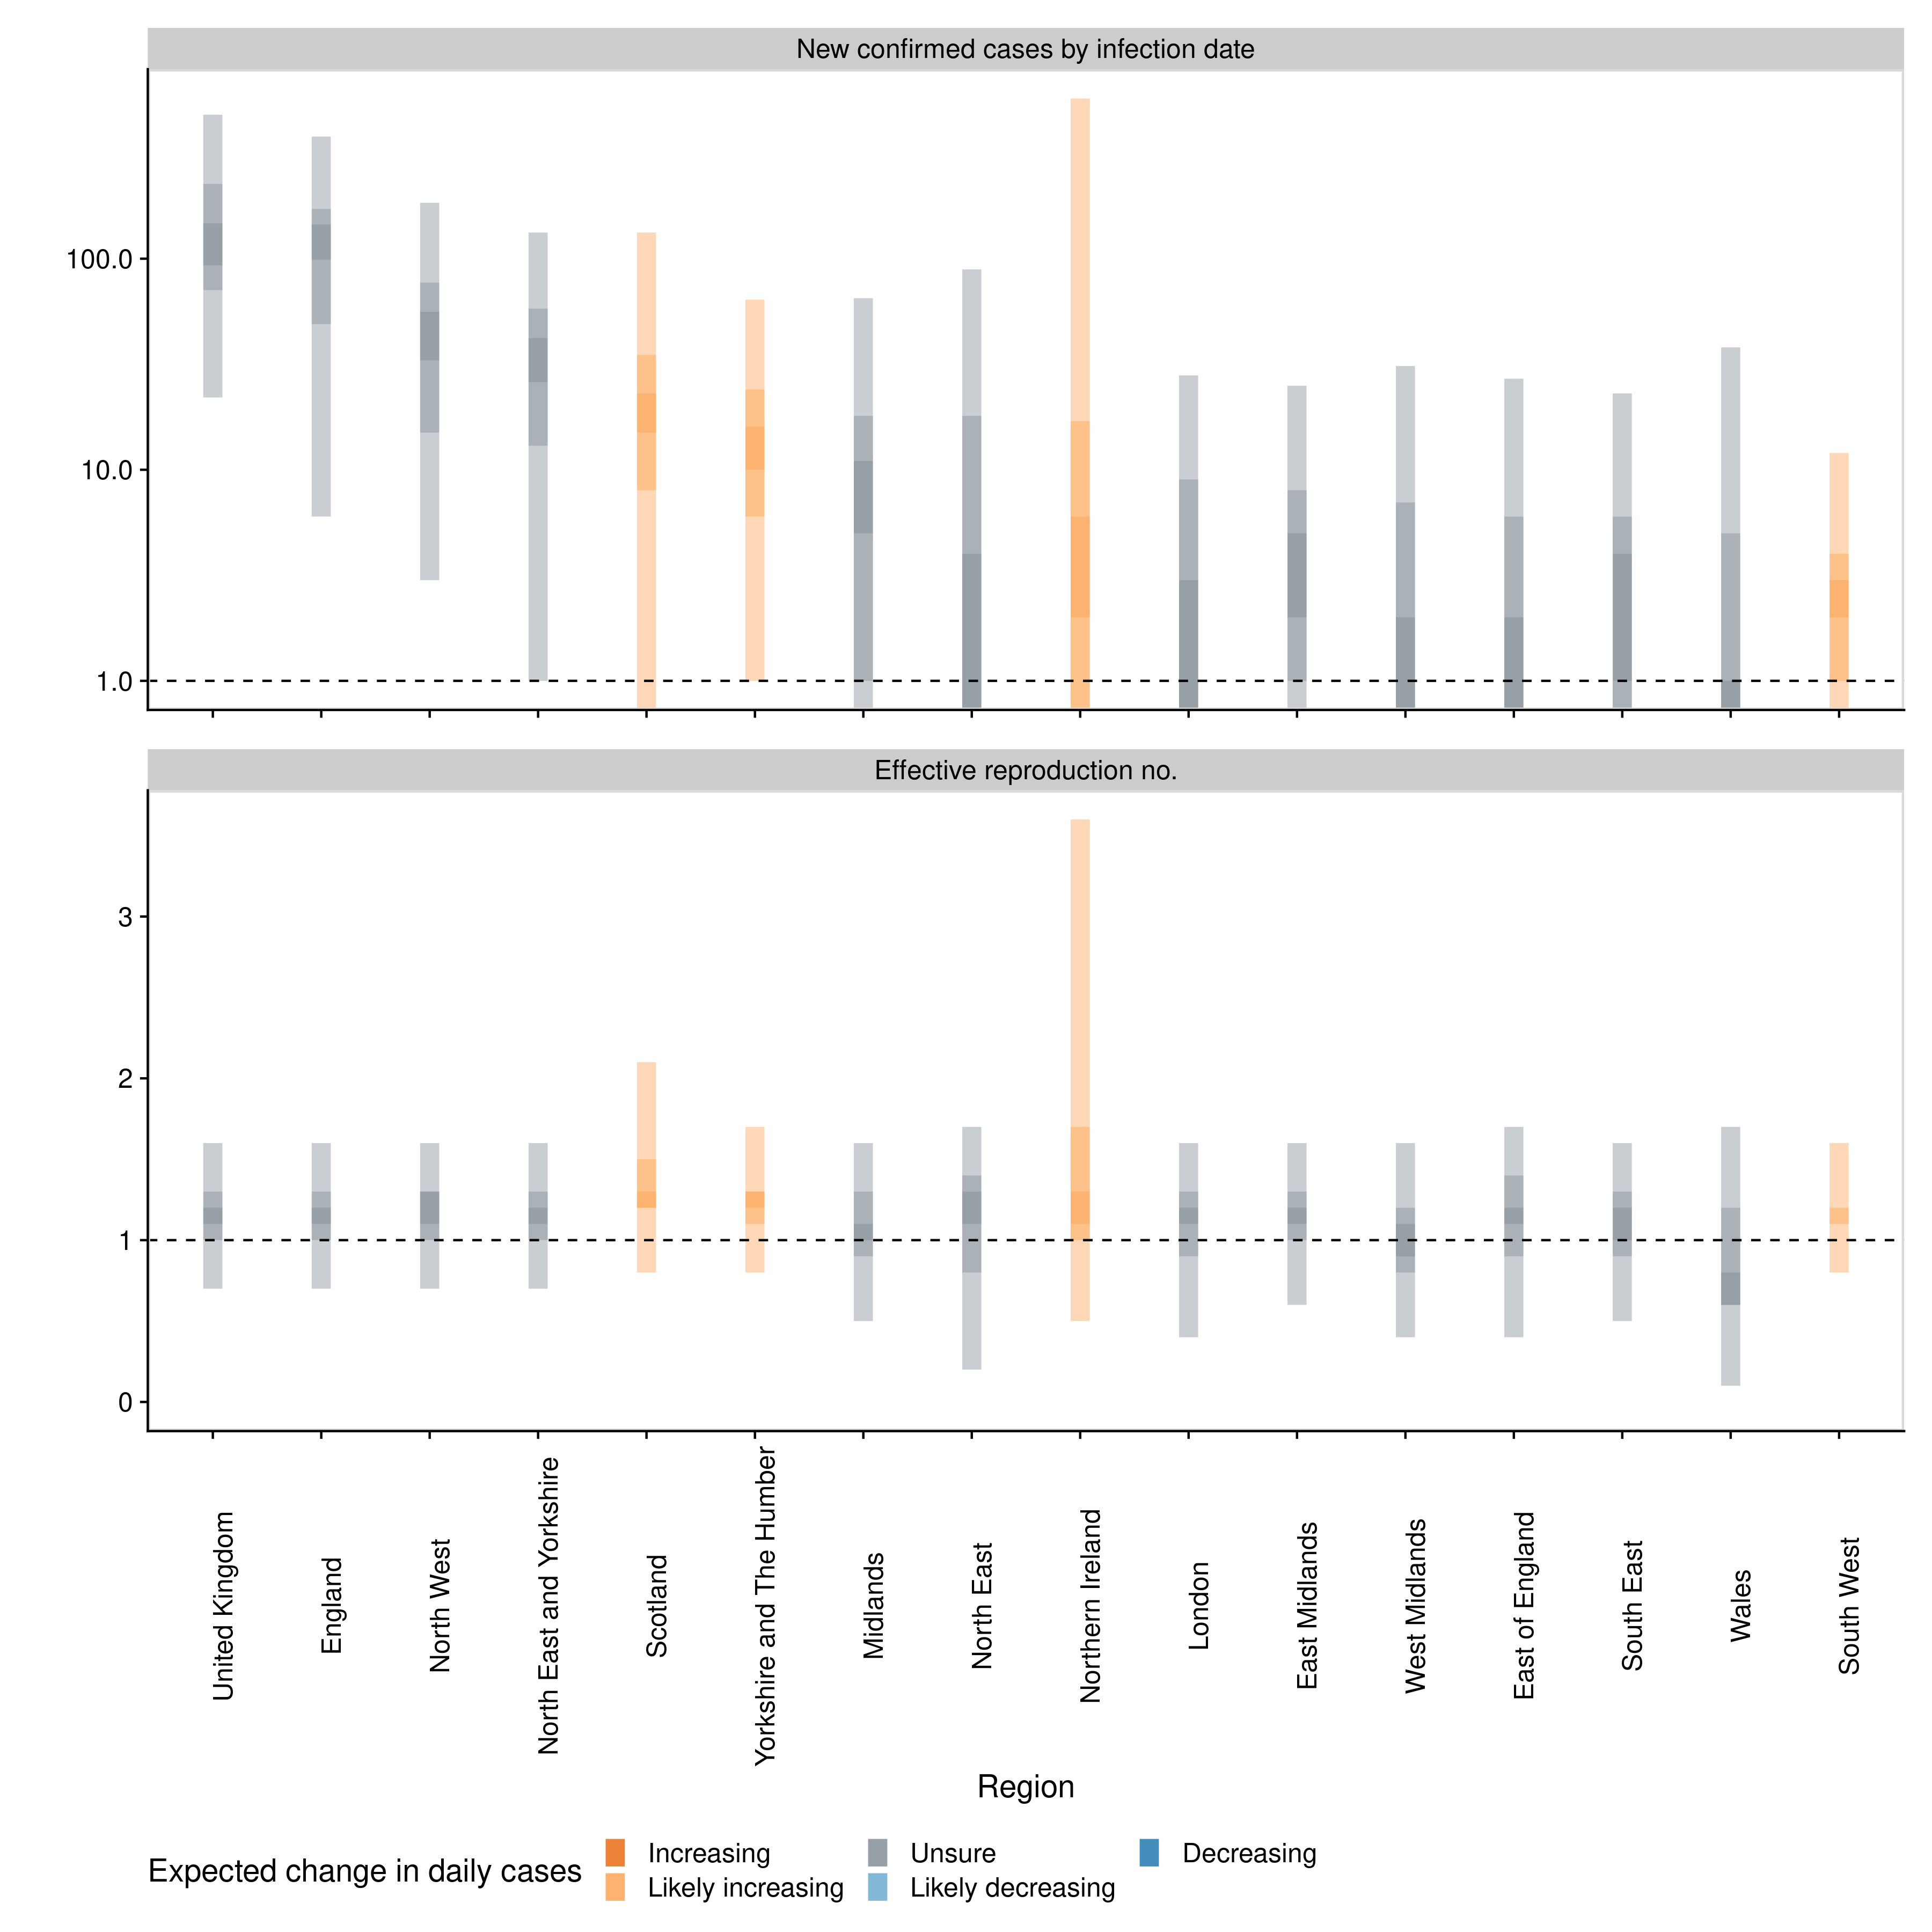 New confirmed cases by infection date
100.0
10.0
1.0
Effective reproduction no.
3
2
1
0
United Kingdom
England
North West
North East and Yorkshire
Scotland
Yorkshire and The Humber
Midlands
North East
Northern Ireland
London
East Midlands
West Midlands
East of England
South East
Wales
South West
Region
Expected change in daily cases
Increasing
Likely increasing
Unsure
Likely decreasing
Decreasing